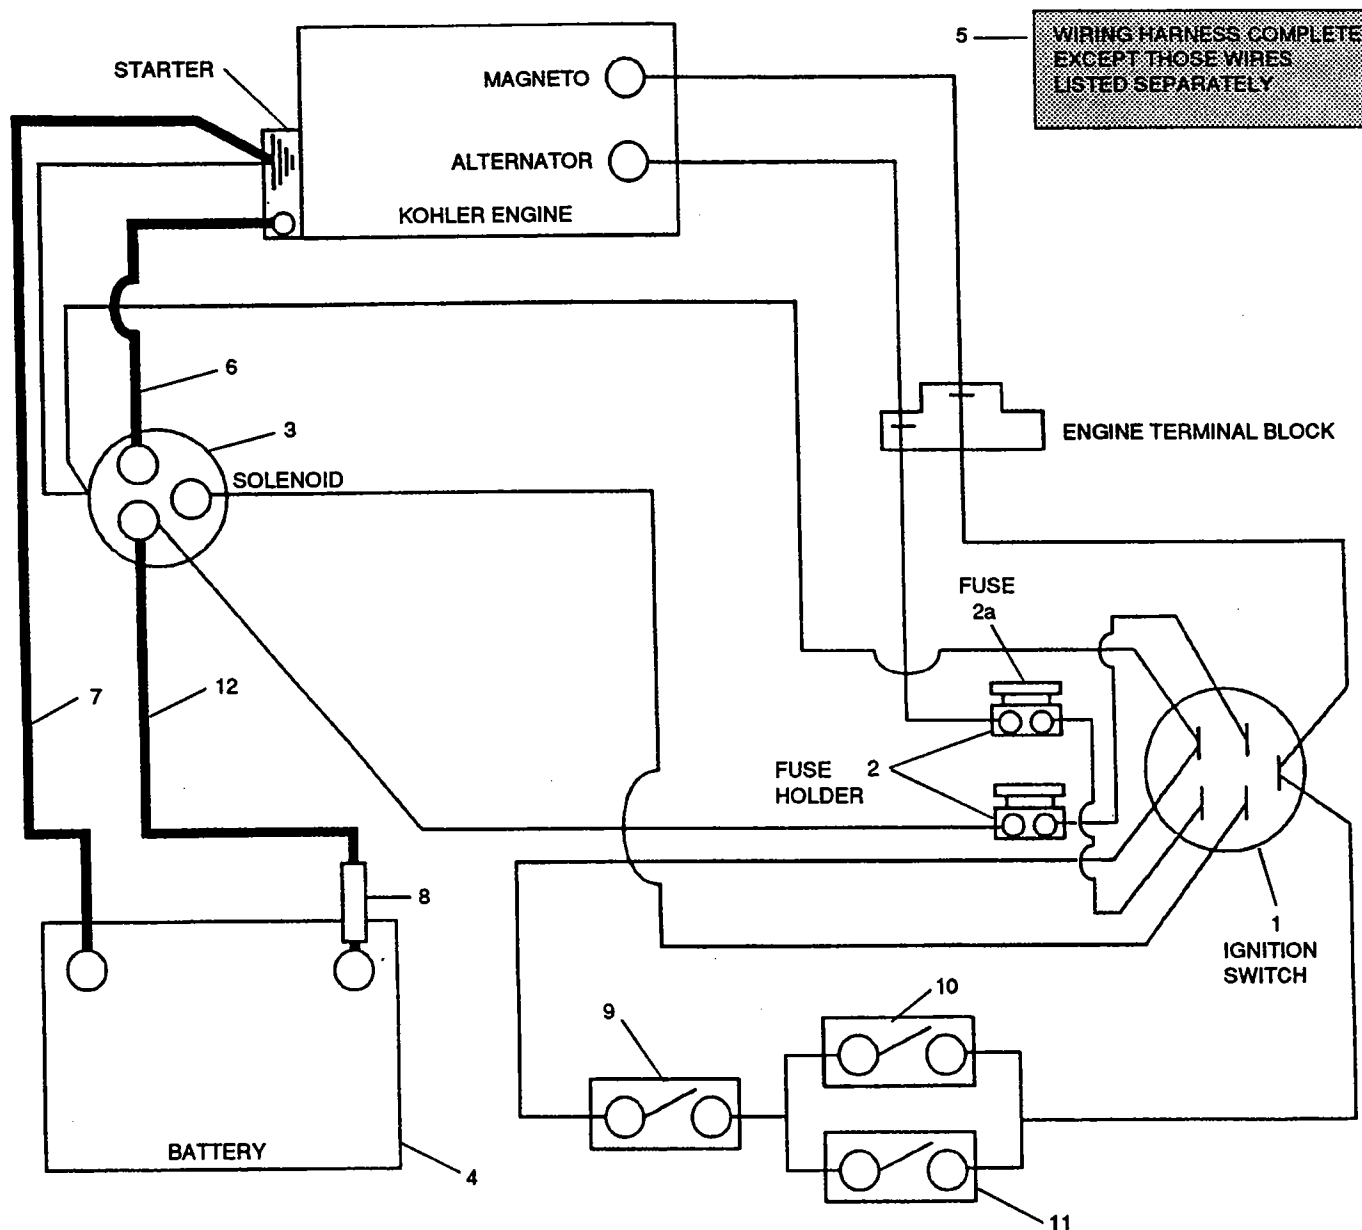 5
WIRING HARNESS COMPLETE
EXCEPT THOSE WIRES
LISTED SEPARATELY
STARTER
MAGNETO
ALTERNATOR
KOHLER ENGINE
6
3
SOLENOID
ENGINE TERMINAL BLOCK
FUSE
2a
7
12
FUSE 2
HOLDER
8
1
IGNITION
SWITCH
9
10
BATTERY
4
11